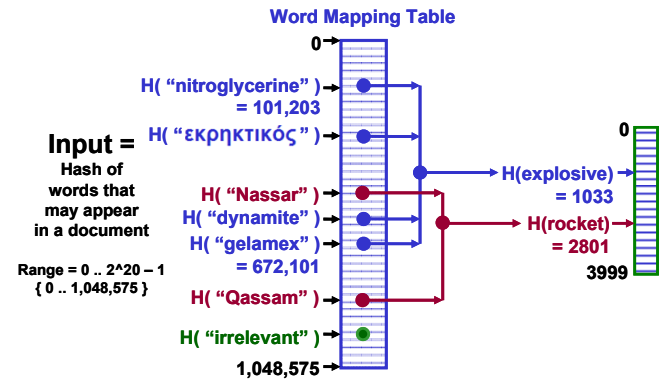 Word Mapping Table
0
H( “nitroglycerine” )
= 101,203
H( “εκρηκτικός ” )
Input =
Hash of
words that
may appear
in a document
Range = 0 .. 2^20 – 1
{ 0 .. 1,048,575 }
H( “Nassar” )
H( “dynamite” )
H( “gelamex” )
= 672,101
H( “Qassam” )
H( “irrelevant” )
1,048,575
0
H(explosive)
= 1033
H(rocket)
= 2801
3999